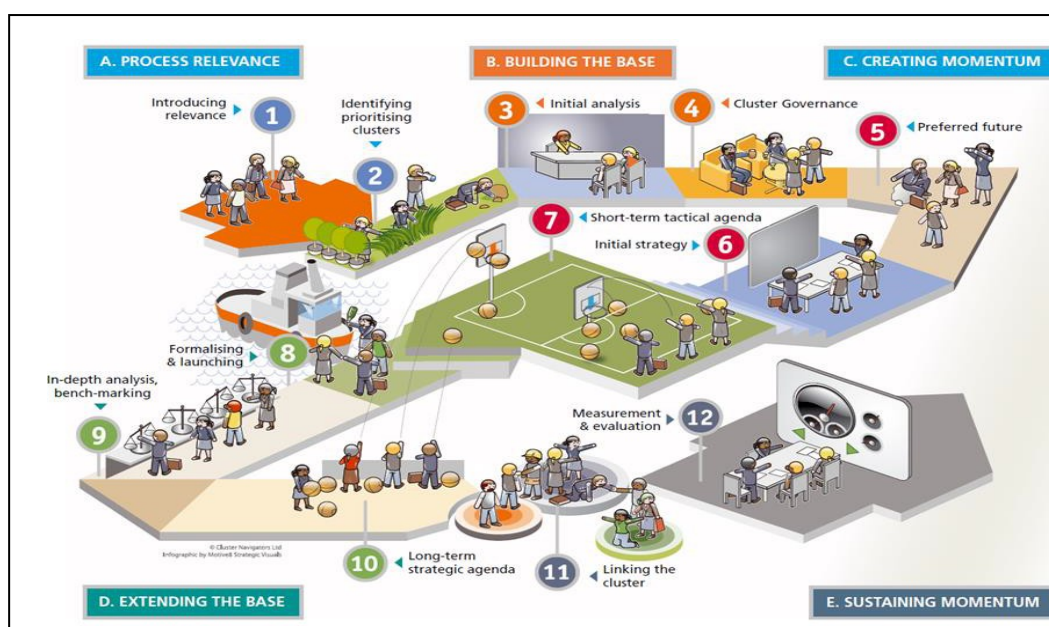 A. PROCESS RELEVANCE
B. BUILDING THE BASE
C. CREATING MOMENTUM
Introducing
relevance
1
Identifying
prioritising
clusters
2
3
Initial analysis
4
Cluster Governance
5
Preferred future
7
Short-term tactical agenda
Initial strategy
6
Formalising
& launching
8
In-depth analysis,
bench-marking
9
Measurement
& evaluation
12
© Cluster Navigators Ltd
Infographic by Motive8 Strategic Visuals
10
Long-term
strategic agenda
11
Linking the
cluster
D. EXTENDING THE BASE
E. SUSTAINING MOMENTUM